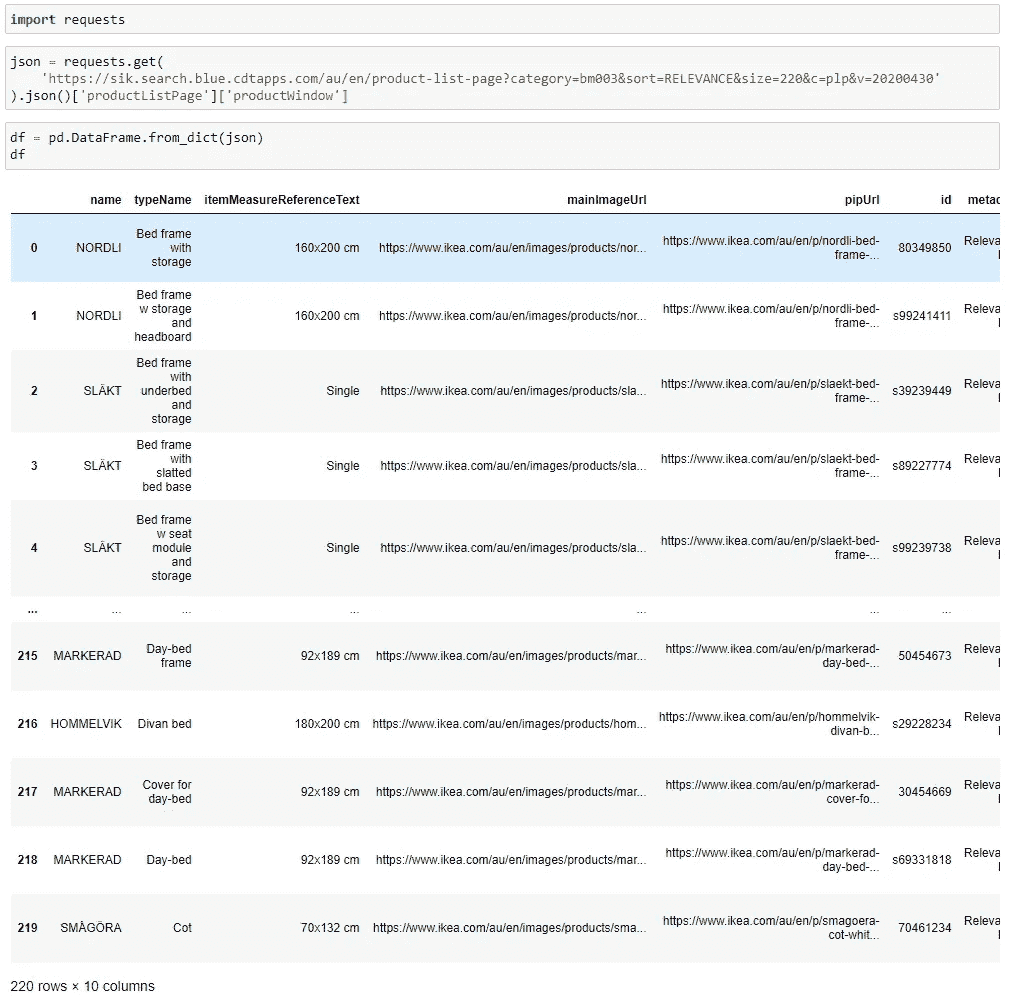 import requests
json = requests.get(
'https://sik.search.blue.cdtapps.com/au/en/product-list-page?category=bm003&sort=RELEVANCE&size=220&c=plp&v=20200430'
).json()['productListPage']['productWindow']
df = pd.DataFrame.from_dict(json)
df
name typeName itemMeasureReferenceText mainImageUrl pipUrl id metad
0 NORDLI Bed frame with storage 160x200 cm https://www.ikea.com/au/en/images/products/nor... https://www.ikea.com/au/en/p/nordli-bed-frame-... 80349850 Releva
1 NORDLI Bed frame w storage and headboard 160x200 cm https://www.ikea.com/au/en/images/products/nor... https://www.ikea.com/au/en/p/nordli-bed-frame-... s99241411 Releva
2 SLÄKT Bed frame with underbed and storage Single https://www.ikea.com/au/en/images/products/sla... https://www.ikea.com/au/en/p/slaekt-bed-frame-... s39239449 Releva
3 SLÄKT Bed frame with slatted bed base Single https://www.ikea.com/au/en/images/products/sla... https://www.ikea.com/au/en/p/slaekt-bed-frame-... s89227774 Releva
4 SLÄKT Bed frame w seat module and storage Single https://www.ikea.com/au/en/images/products/sla... https://www.ikea.com/au/en/p/slaekt-bed-frame-... s99239738 Releva
... ... ... ... ... ... ...
215 MARKERAD Day-bed frame 92x189 cm https://www.ikea.com/au/en/images/products/mar... https://www.ikea.com/au/en/p/markerad-day-bed-... 50454673 Releva
216 HOMMELVIK Divan bed 180x200 cm https://www.ikea.com/au/en/images/products/hom... https://www.ikea.com/au/en/p/hommelvik-divan-b... s29228234 Releva
217 MARKERAD Cover for day-bed 92x189 cm https://www.ikea.com/au/en/images/products/mar... https://www.ikea.com/au/en/p/markerad-cover-fo... 30454669 Releva
218 MARKERAD Day-bed 92x189 cm https://www.ikea.com/au/en/images/products/mar... https://www.ikea.com/au/en/p/markerad-day-bed-... s69331818 Releva
219 SMÅGÖRA Cot 70x132 cm https://www.ikea.com/au/en/images/products/sma... https://www.ikea.com/au/en/p/smagoera-cot-whit... 70461234 Releva
220 rows × 10 columns